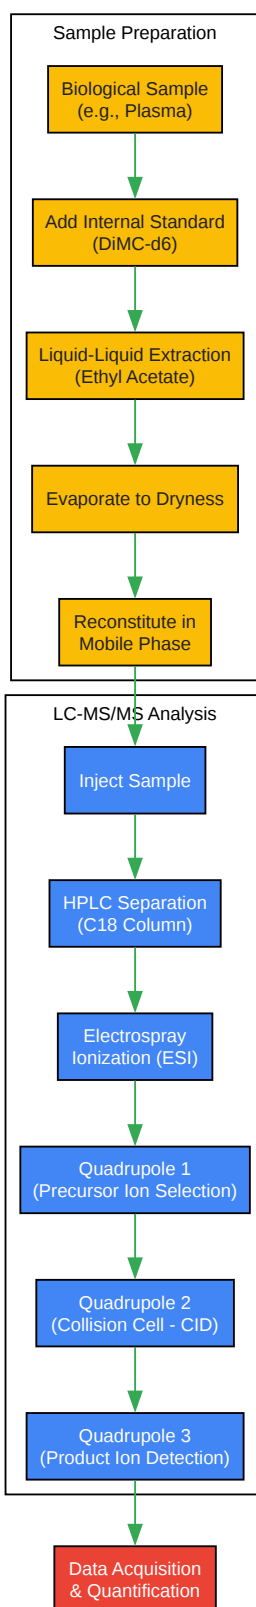 Sample Preparation
Biological Sample
(e.g., Plasma)
Add Internal Standard
(DiMC-d6)
Liquid-Liquid Extraction
(Ethyl Acetate)
Evaporate to Dryness
Reconstitute in
Mobile Phase
LC-MS/MS Analysis
Inject Sample
HPLC Separation
(C18 Column)
Electrospray
Ionization (ESI)
Quadrupole 1
(Precursor Ion Selection)
Quadrupole 2
(Collision Cell - CID)
Quadrupole 3
(Product Ion Detection)
Data Acquisition
& Quantification